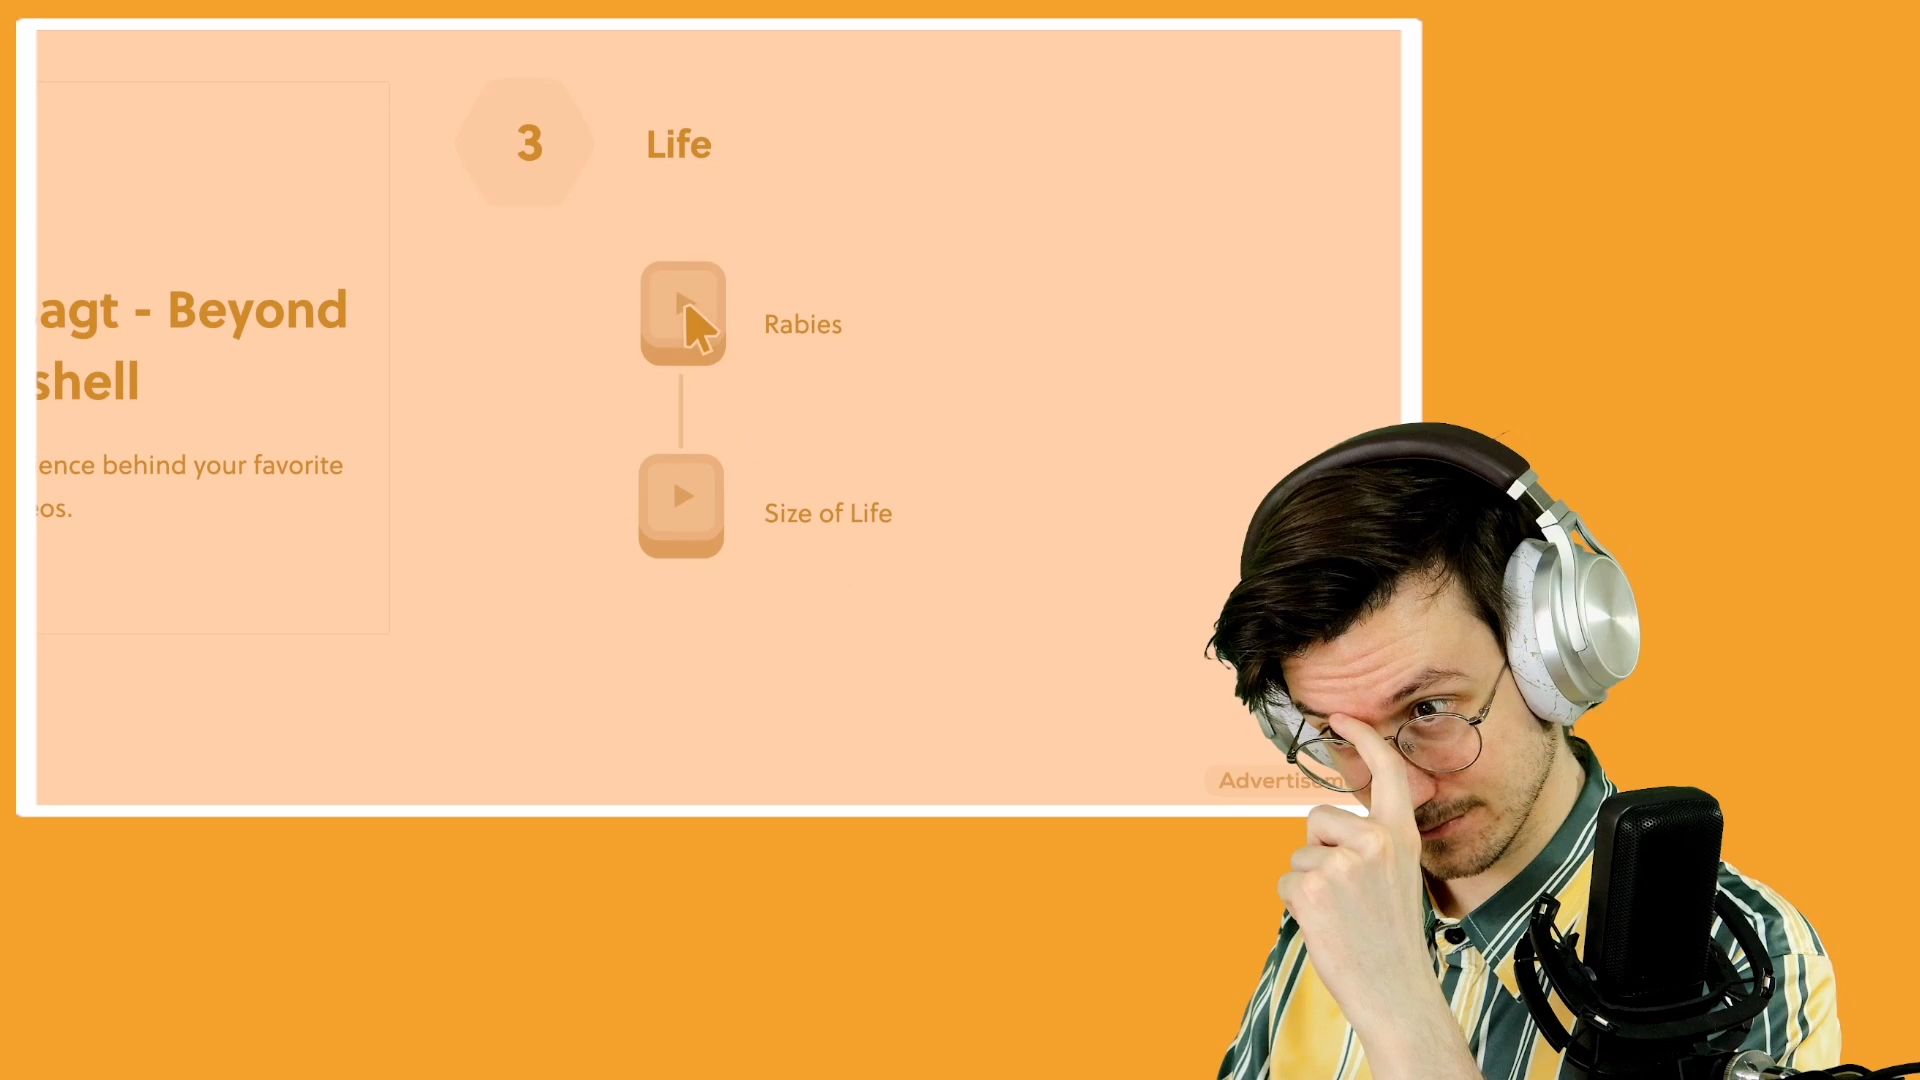 3
Life
agt - Beyond
shell
Rabies
ence behind your favorite
os.
Size of Life